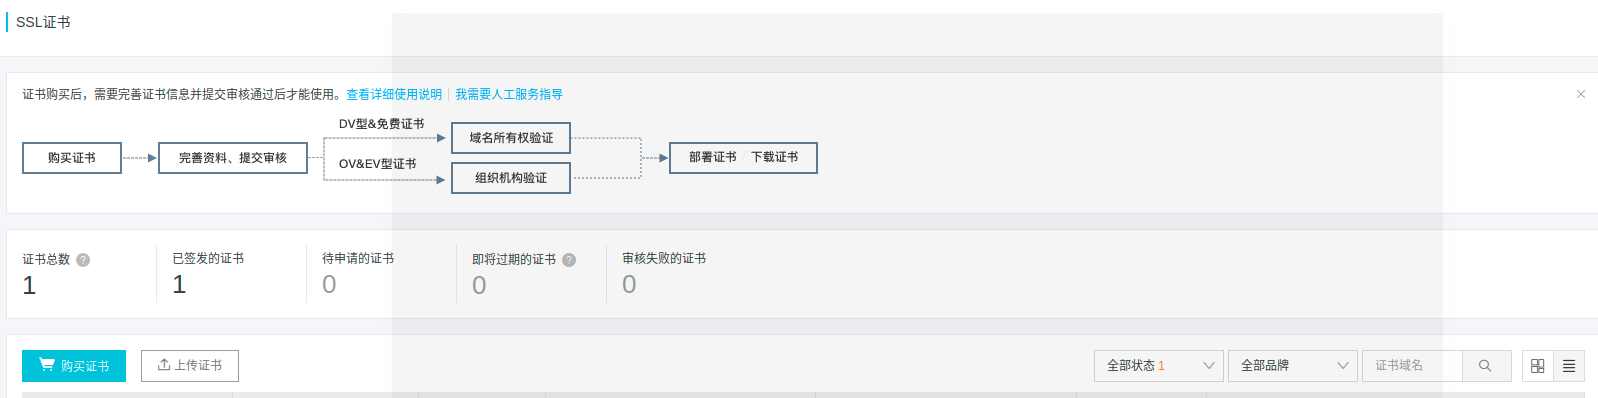 SSL证书
证书购买后，需要完善证书信息并提交审核通过后才能使用。查看详细使用说明 | 我需要人工服务指导
DV型&免费证书
购买证书
完善资料、提交审核
域名所有权验证
OV&EV型证书
组织机构验证
部署证书 / 下载证书
证书总数 ?
1
已签发的证书
1
待申请的证书
0
即将过期的证书 ?
0
审核失败的证书
0
购买证书
上传证书
全部状态 1
全部品牌
证书域名